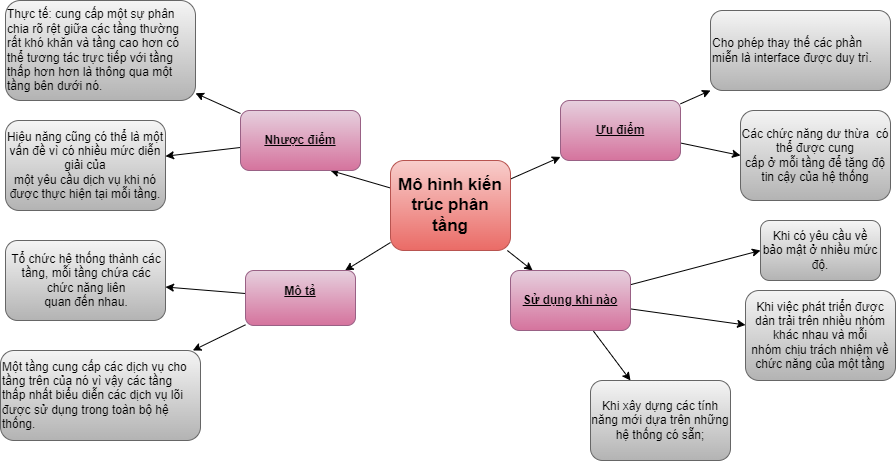 Thực tế: cung cấp một sự phân
chia rõ rệt giữa các tầng thường
rất khó khăn và tầng cao hơn có
thể tương tác trực tiếp với tầng
thấp hơn hơn là thông qua một
tầng bên dưới nó.
Cho phép thay thế các phần
miễn là interface được duy trì.
Nhược điểm
Ưu điểm
Hiệu năng cũng có thể là một
vấn đề vì có nhiều mức diễn
giải của
một yêu cầu dịch vụ khi nó
được thực hiện tại mỗi tầng.
Các chức năng dư thừa  có
thể được cung
cấp ở mỗi tầng để tăng độ
tin cậy của hệ thống
Mô hình kiến
trúc phân
tầng
Tổ chức hệ thống thành các
tầng, mỗi tầng chứa các
chức năng liên
quan đến nhau.
Mô tả
Sử dụng khi nào
Khi có yêu cầu về
bảo mật ở nhiều mức
độ.
Khi việc phát triển được
dàn trải trên nhiều nhóm
khác nhau và mỗi
nhóm chịu trách nhiệm về
chức năng của một tầng
Một tầng cung cấp các dịch vụ cho
tầng trên của nó vì vậy các tầng
thấp nhất biểu diễn các dịch vụ lõi
được sử dụng trong toàn bộ hệ
thống.
Khi xây dựng các tính
năng mới dựa trên những
hệ thống có sẵn;